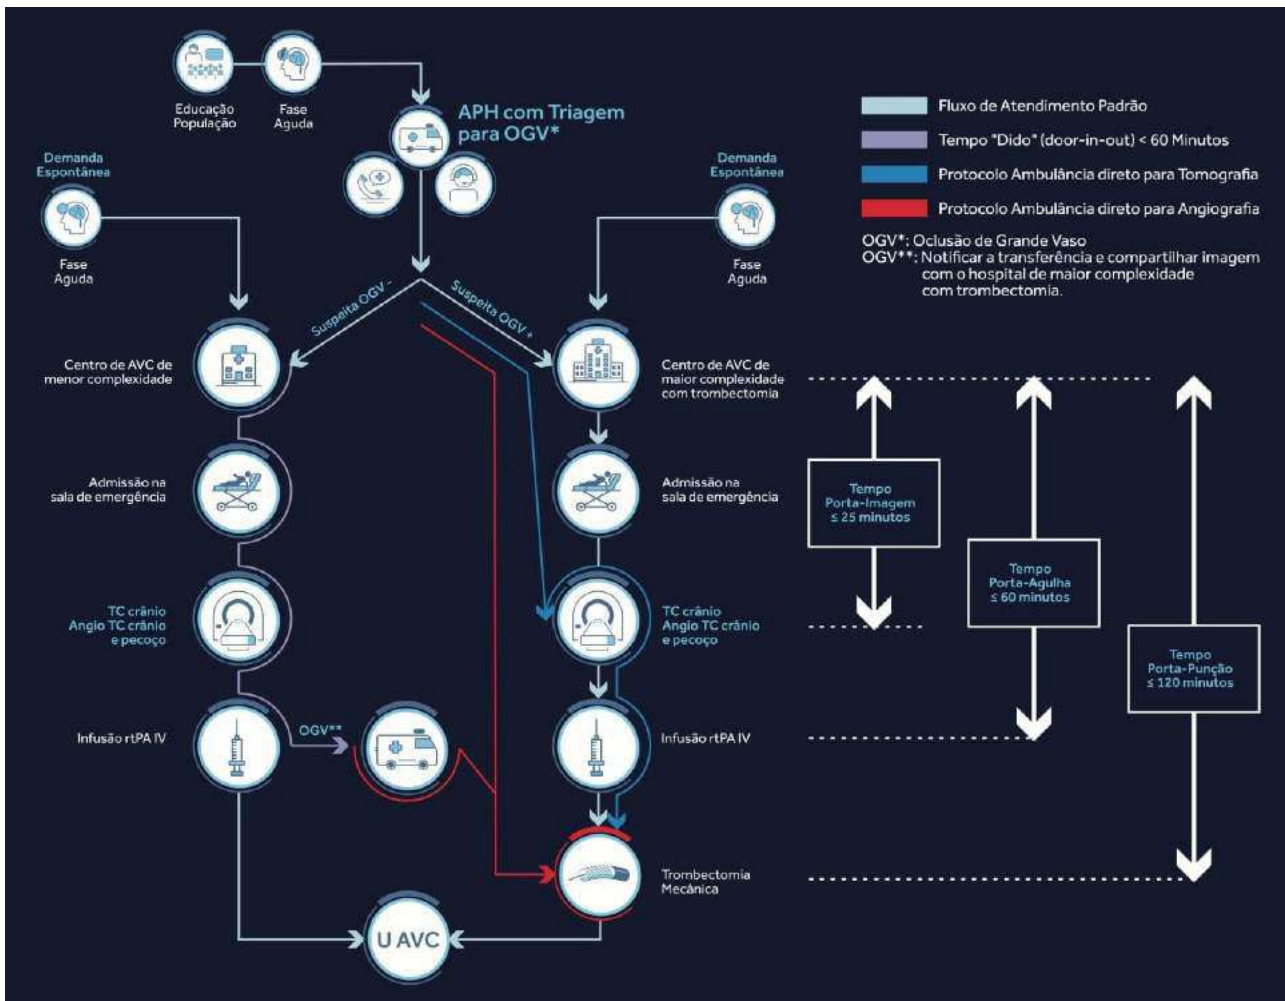 Educação
População
Fase
Aguda
APH com Triagem
para OGV*
Demanda
Espontânea
Fase
Aguda
Demanda
Espontânea
Fase
Aguda
Fluxo de Atendimento Padrão
Tempo "Dido" (door-in-out) < 60 Minutos
Protocolo Ambulância direto para Tomografia
Protocolo Ambulância direto para Angiografia
OGV*: Oclusão de Grande Vaso
OGV**: Notificar a transferência e compartilhar imagem
com o hospital de maior complexidade
com trombectomia.
Suspeita OGV -
Suspeita OGV +
Centro de AVC de
menor complexidade
Centro de AVC de
maior complexidade
com trombectomia
Admissão na
sala de emergência
Admissão na
sala de emergência
TC crânio
Angio TC crânio
e pecoço
TC crânio
Angio TC crânio
e pecoço
Infusão rtPA IV
OGV**
Infusão rtPA IV
Trombectomia
Mecânica
U AVC
Tempo
Porta-Imagem
≤ 25 minutos
Tempo
Porta-Agulha
≤ 60 minutos
Tempo
Porta-Punção
≤ 120 minutos